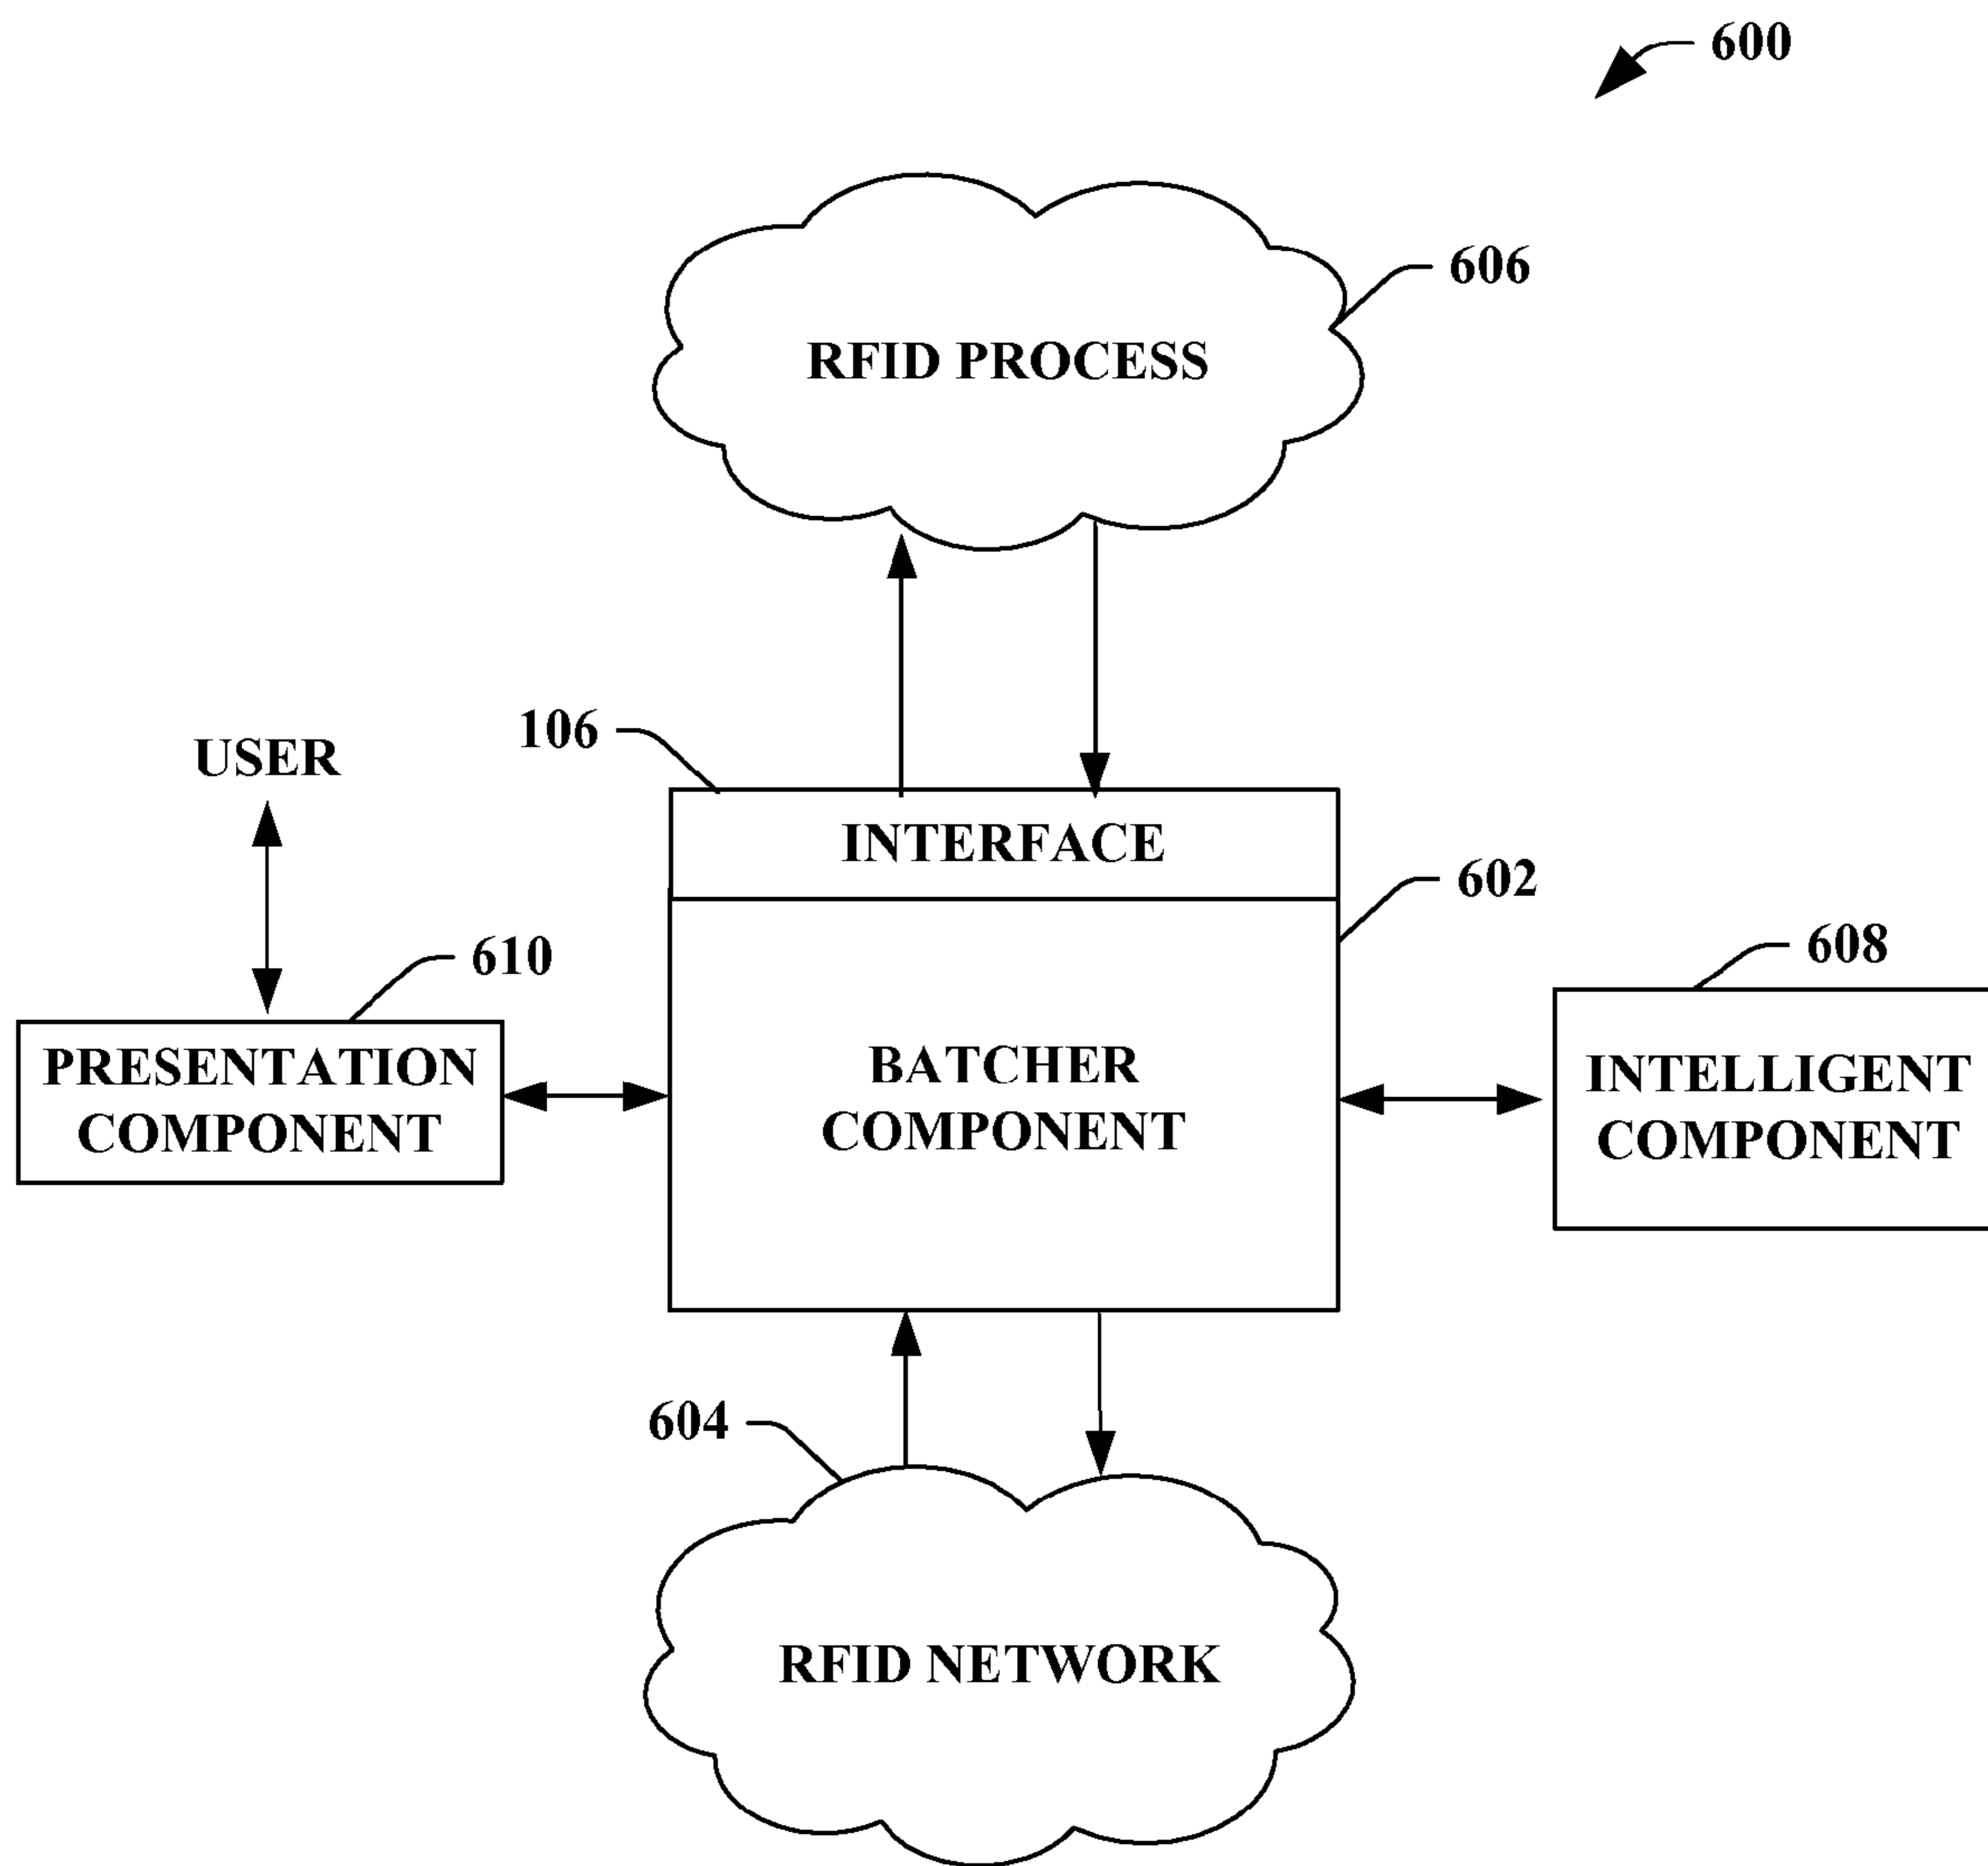 600
606
RFID PROCESS
106
USER
INTERFACE
602
610
608
PRESENTATION
COMPONENT
BATCHER
COMPONENT
INTELLIGENT
COMPONENT
604
RFID NETWORK